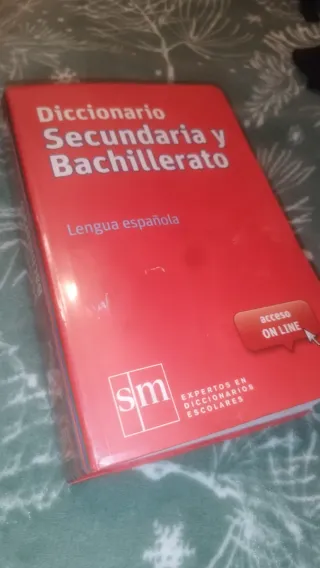 Diccionario
Secundaria y
Bachillerato
Lengua española
acceso
ON LINE
sm
EXPERTOS EN
DICCIONARIOS
ESCOLARES